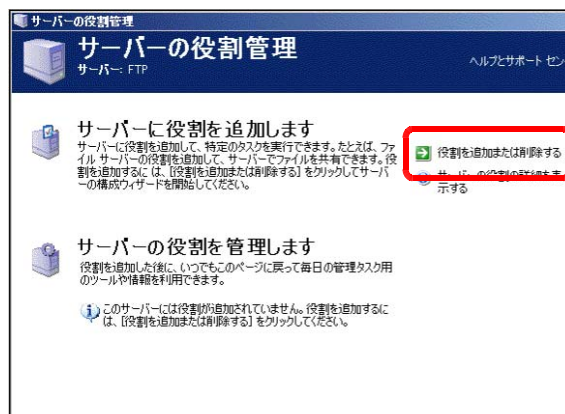 サーバーの役割管理
サーバーの役割管理
サーバー: FTP
ヘルプとサポート セン
サーバーに役割を追加します
サーバーに役割を追加して、特定のタスクを実行できます。たとえば、ファ
イル サーバーの役割を追加して、サーバーでファイルを共有できます。役
割を追加するに は、[役割を追加または削除する] をクリックしてサーバ
ーの構成ウィザードを開始してください。
役割を追加または削除する
サーバーの役割の詳細を表
示する
サーバーの役割を管理します
役割を追加した後に、いつでもこのページに戻って毎日の管理タスク用
のツールや情報を利用できます。
このサーバーには役割が追加されていません。役割を追加するに
は、[役割を追加または削除する] をクリックしてください。